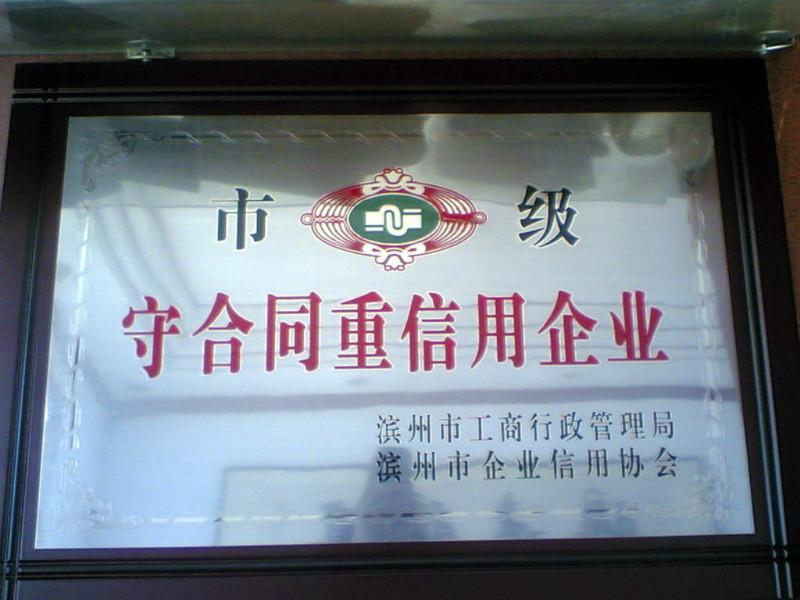 市 级
守合同重信用企业
滨州市工商行政管理局
滨州市企业信用协会